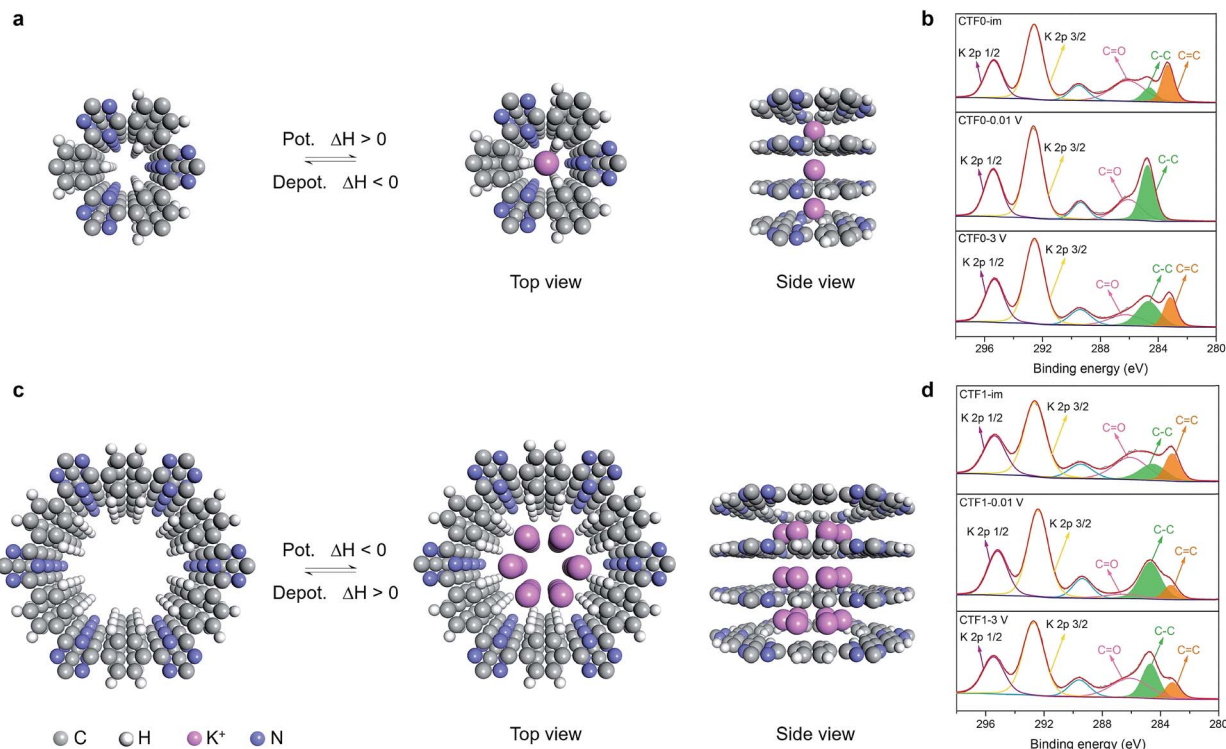 a
Pot. ΔH > 0
Depot. ΔH < 0
Top view
Side view
b
CTF0-im
K 2p 1/2
K 2p 3/2
C=O
C-C
C=C
CTF0-0.01 V
K 2p 1/2
K 2p 3/2
C=O
C-C
CTF0-3 V
K 2p 1/2
K 2p 3/2
C=O
C-C
C=C
296 292 288 284 280
Binding energy (eV)
c
Pot. ΔH < 0
Depot. ΔH > 0
Top view
Side view
C H K+ N
d
CTF1-im
K 2p 1/2
K 2p 3/2
C=O
C-C
C=C
CTF1-0.01 V
K 2p 1/2
K 2p 3/2
C=O
C-C
C=C
CTF1-3 V
K 2p 1/2
K 2p 3/2
C=O
C-C
C=C
296 292 288 284 280
Binding energy (eV)